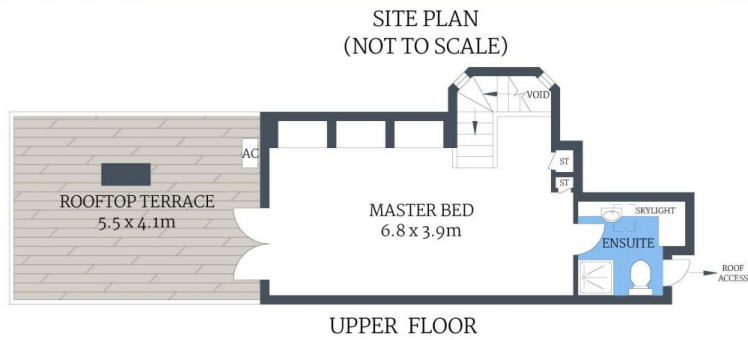 SITE PLAN
(NOT TO SCALE)
VOID
AC
ST
ST
ROOFTOP TERRACE
5.5 x 4.1m
MASTER BED
6.8 x 3.9m
SKYLIGHT
ENSUITE
ROOF
ACCESS
UPPER FLOOR